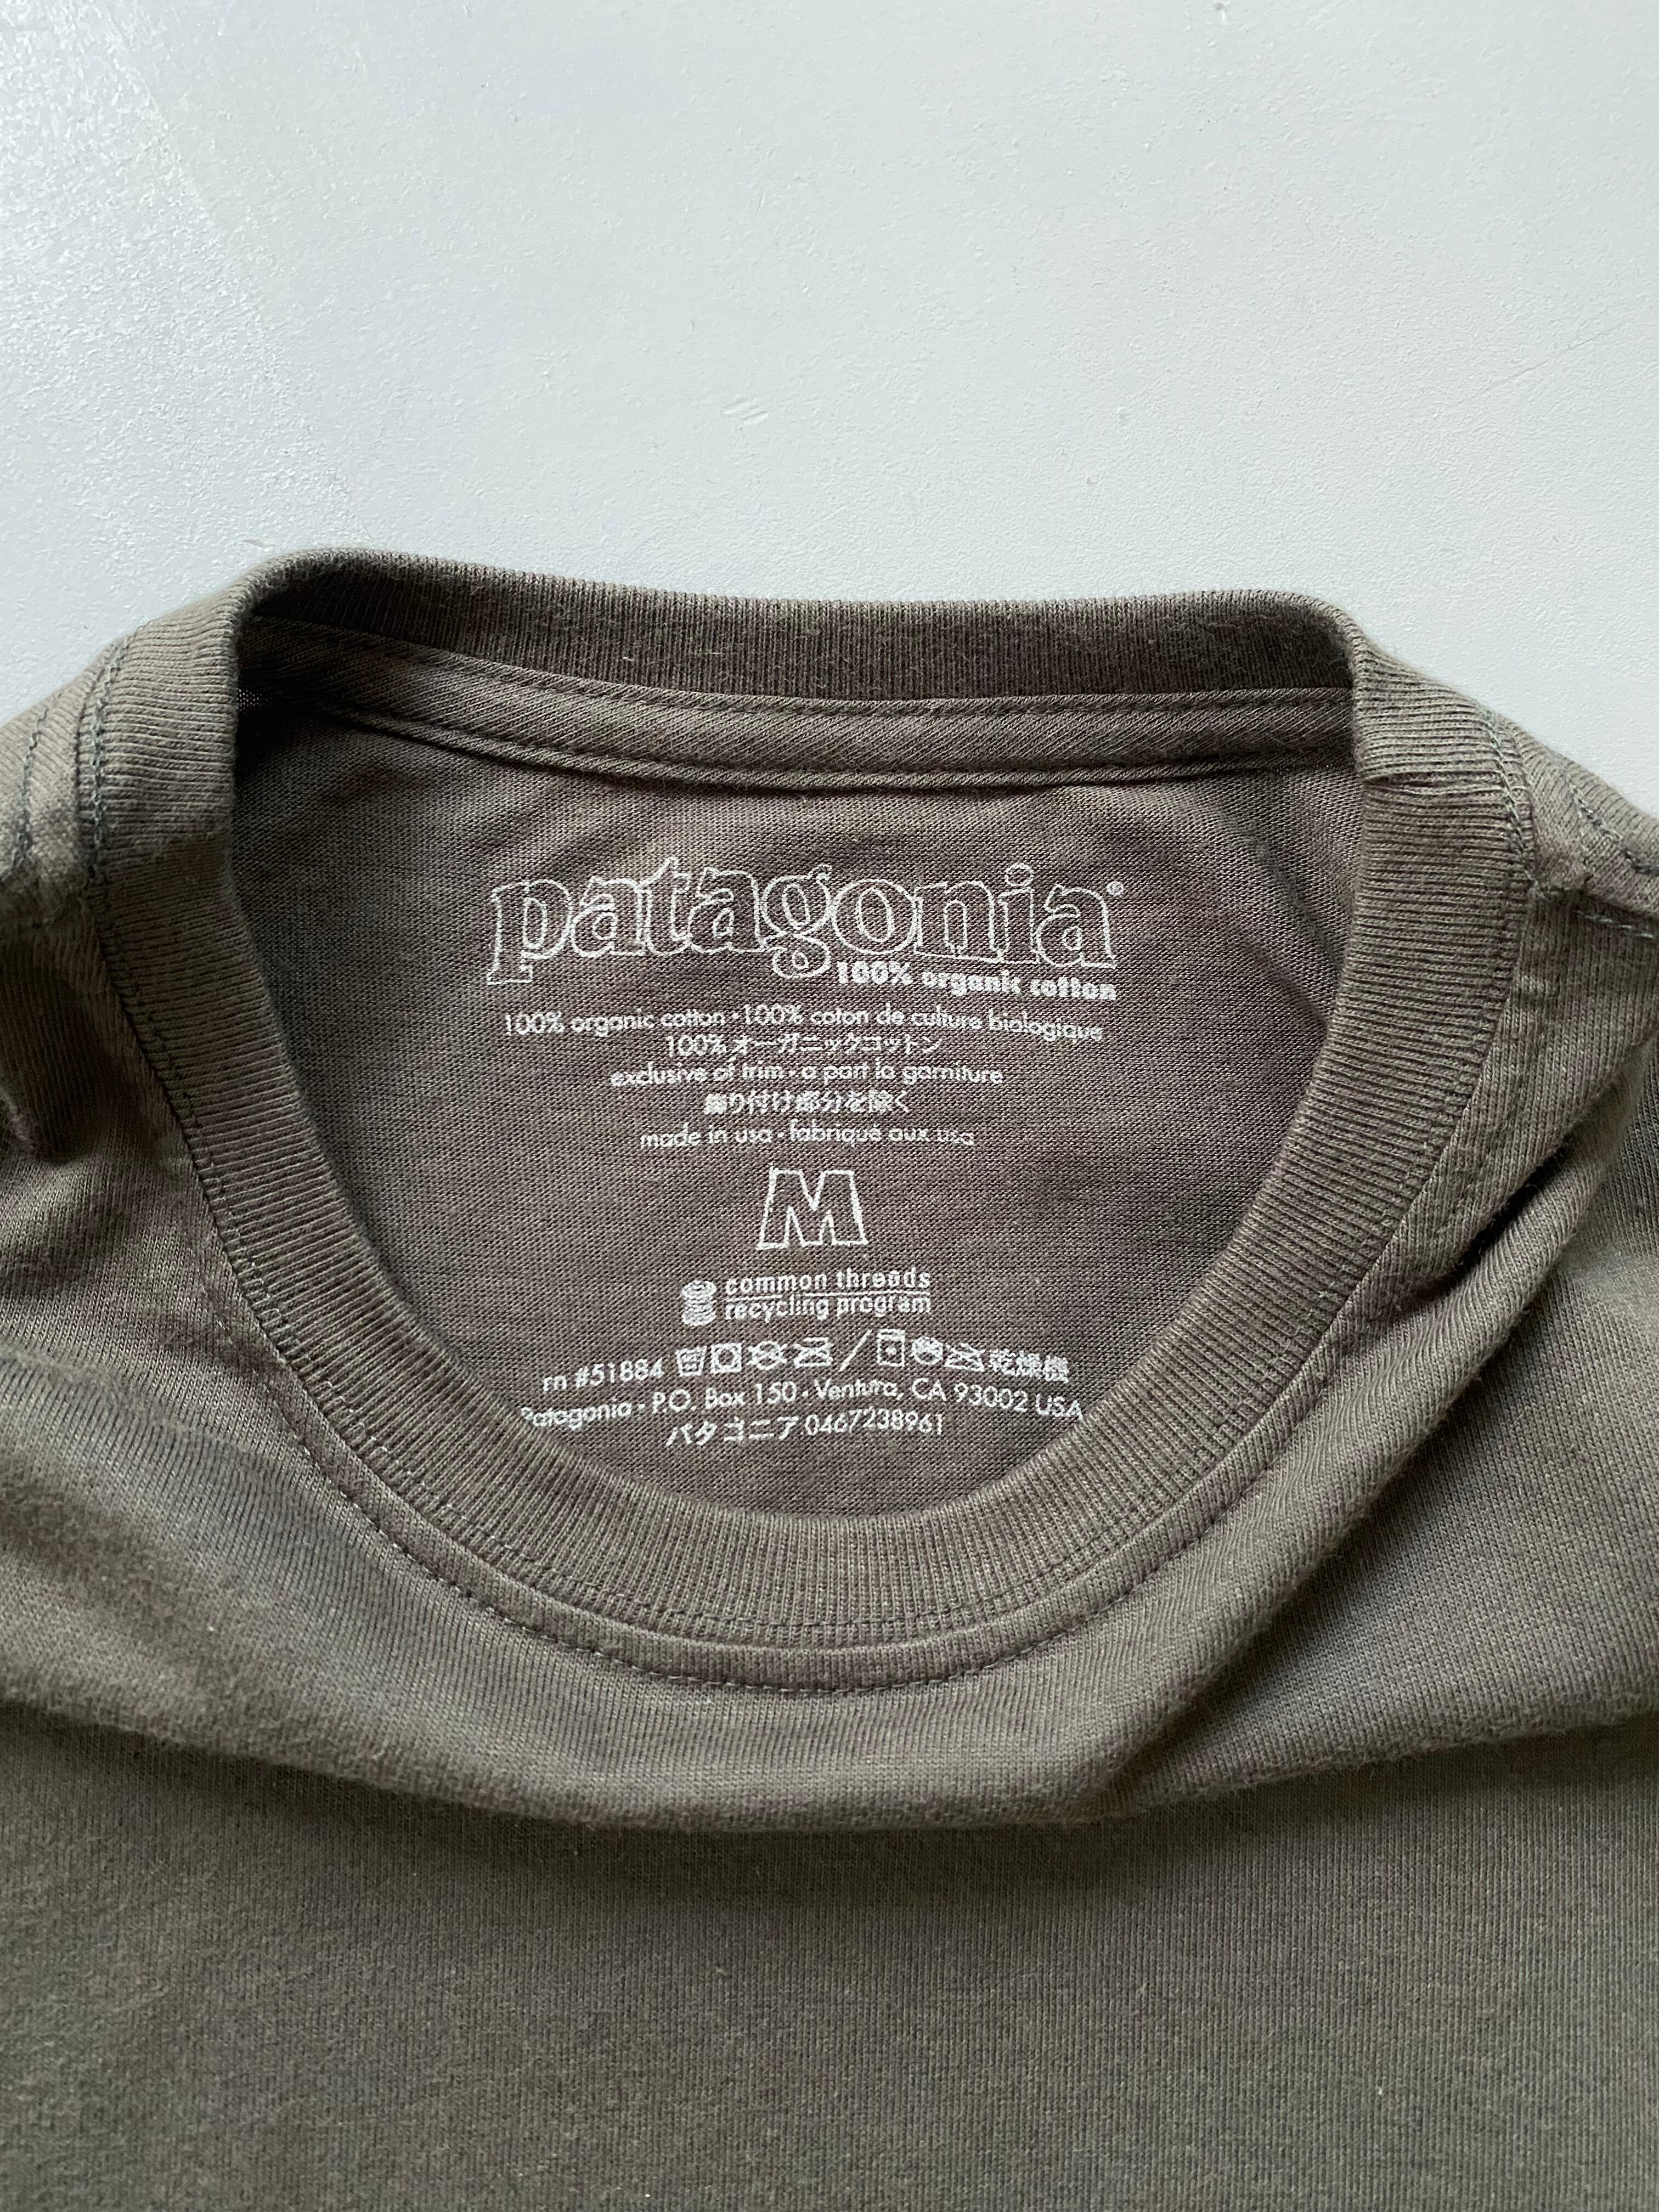 patagonia®
100% organic cotton
100% organic cotton • 100% coton de culture biologique
100% オーガニックコットン
exclusive of trim • a part la garniture
飾り付け部分を除く
made in usa • fabriqué aux usa
M
common threads
recycling program
rn #51884 / 乾燥機
Patagonia • P.O. Box 150 • Ventura, CA 93002 USA
パタゴニア 0467238961